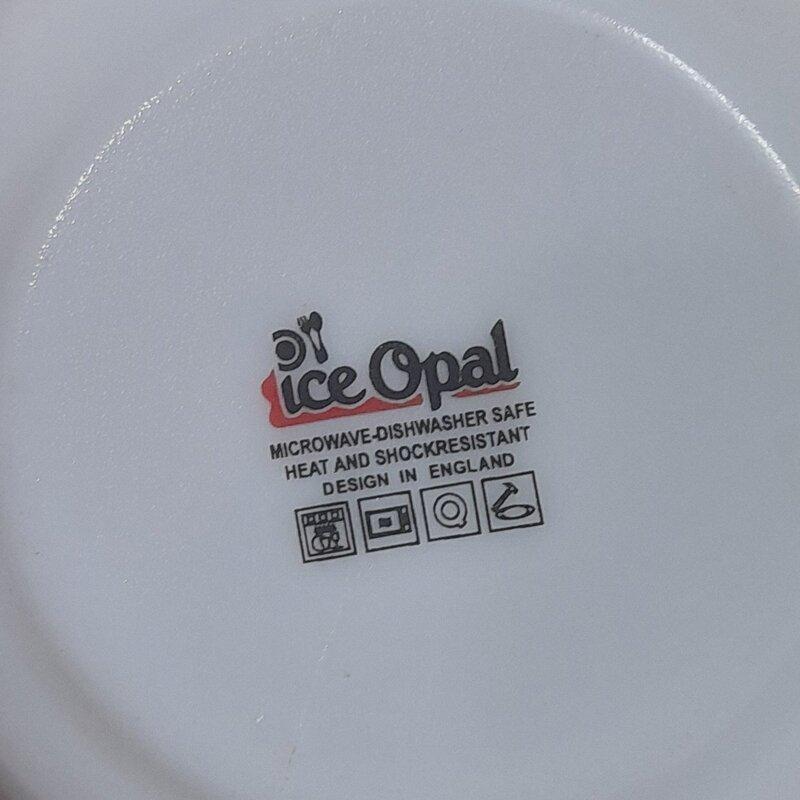 ice Opal
MICROWAVE-DISHWASHER SAFE
HEAT AND SHOCKRESISTANT
DESIGN IN ENGLAND